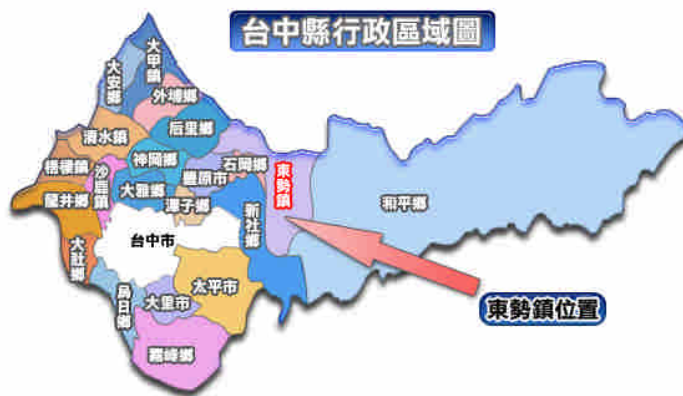 台中縣行政區域圖
大甲鎮
大安鄉
外埔鄉
后里鄉
清水鎮
神岡鄉
石岡鄉
東勢鎮
梧棲鎮
沙鹿鎮
豐原市
大雅鄉
潭子鄉
和平鄉
龍井鄉
新社鄉
台中市
大肚鄉
烏日鄉
太平市
大里市
東勢鎮位置
霧峰鄉